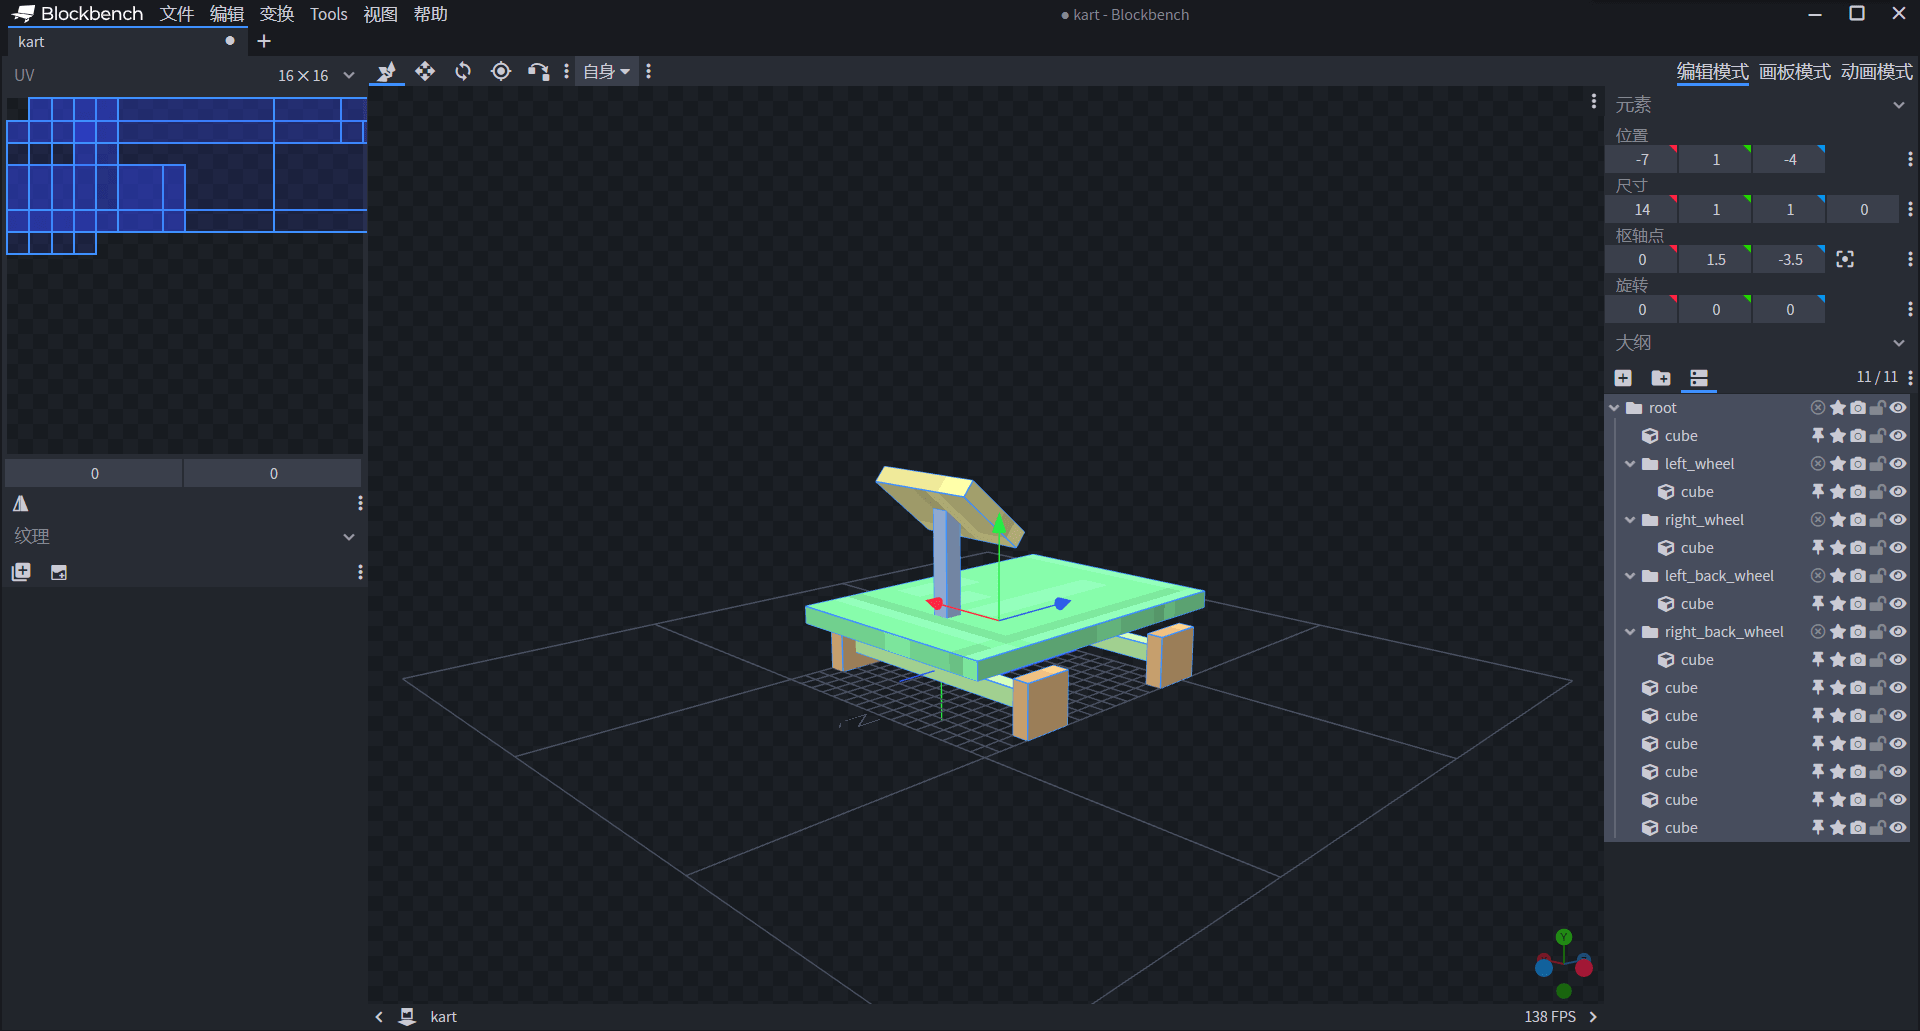 Blockbench 文件 编辑 变换 Tools 视图 帮助
kart - Blockbench
kart
UV
16×16
自身
编辑模式 画板模式 动画模式
元素
位置
-7 1 -4
尺寸
14 1 1 0
枢轴点
0 1.5 -3.5
旋转
0 0 0
大纲
11 / 11
root
cube
left_wheel
cube
right_wheel
cube
left_back_wheel
cube
right_back_wheel
cube
cube
cube
cube
cube
cube
cube
0 0
纹理
Y
kart
138 FPS